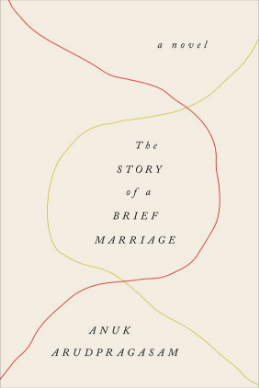 a novel
The
STORY
of a
BRIEF
MARRIAGE
ANUK
ARUDPRAGASAM